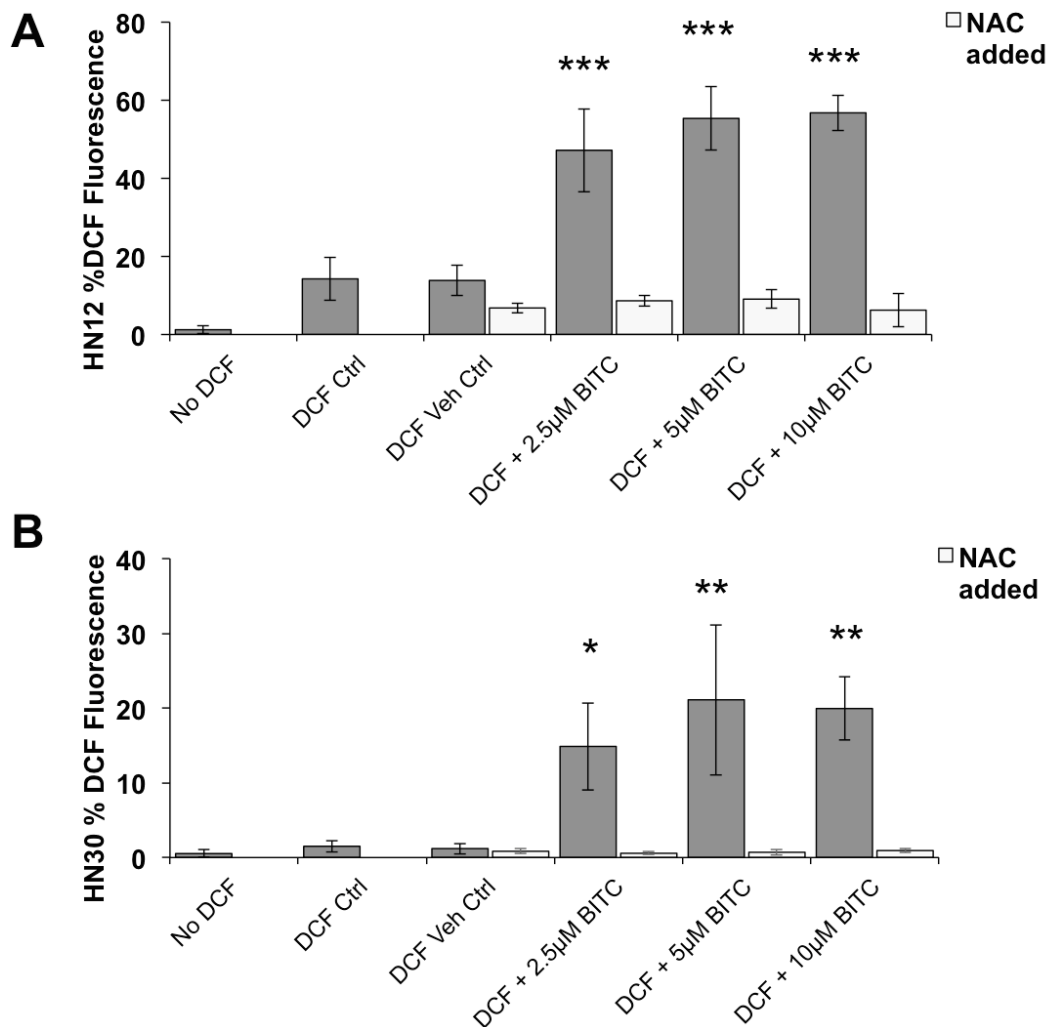 A
HN12 %DCF Fluorescence
80
60
40
20
0
***
***
***
NAC
added
No DCF
DCF Ctrl
DCF Veh Ctrl
DCF + 2.5µM BITC
DCF + 5µM BITC
DCF + 10µM BITC
B
HN30 % DCF Fluorescence
40
30
20
10
0
*
**
**
NAC
added
No DCF
DCF Ctrl
DCF Veh Ctrl
DCF + 2.5µM BITC
DCF + 5µM BITC
DCF + 10µM BITC